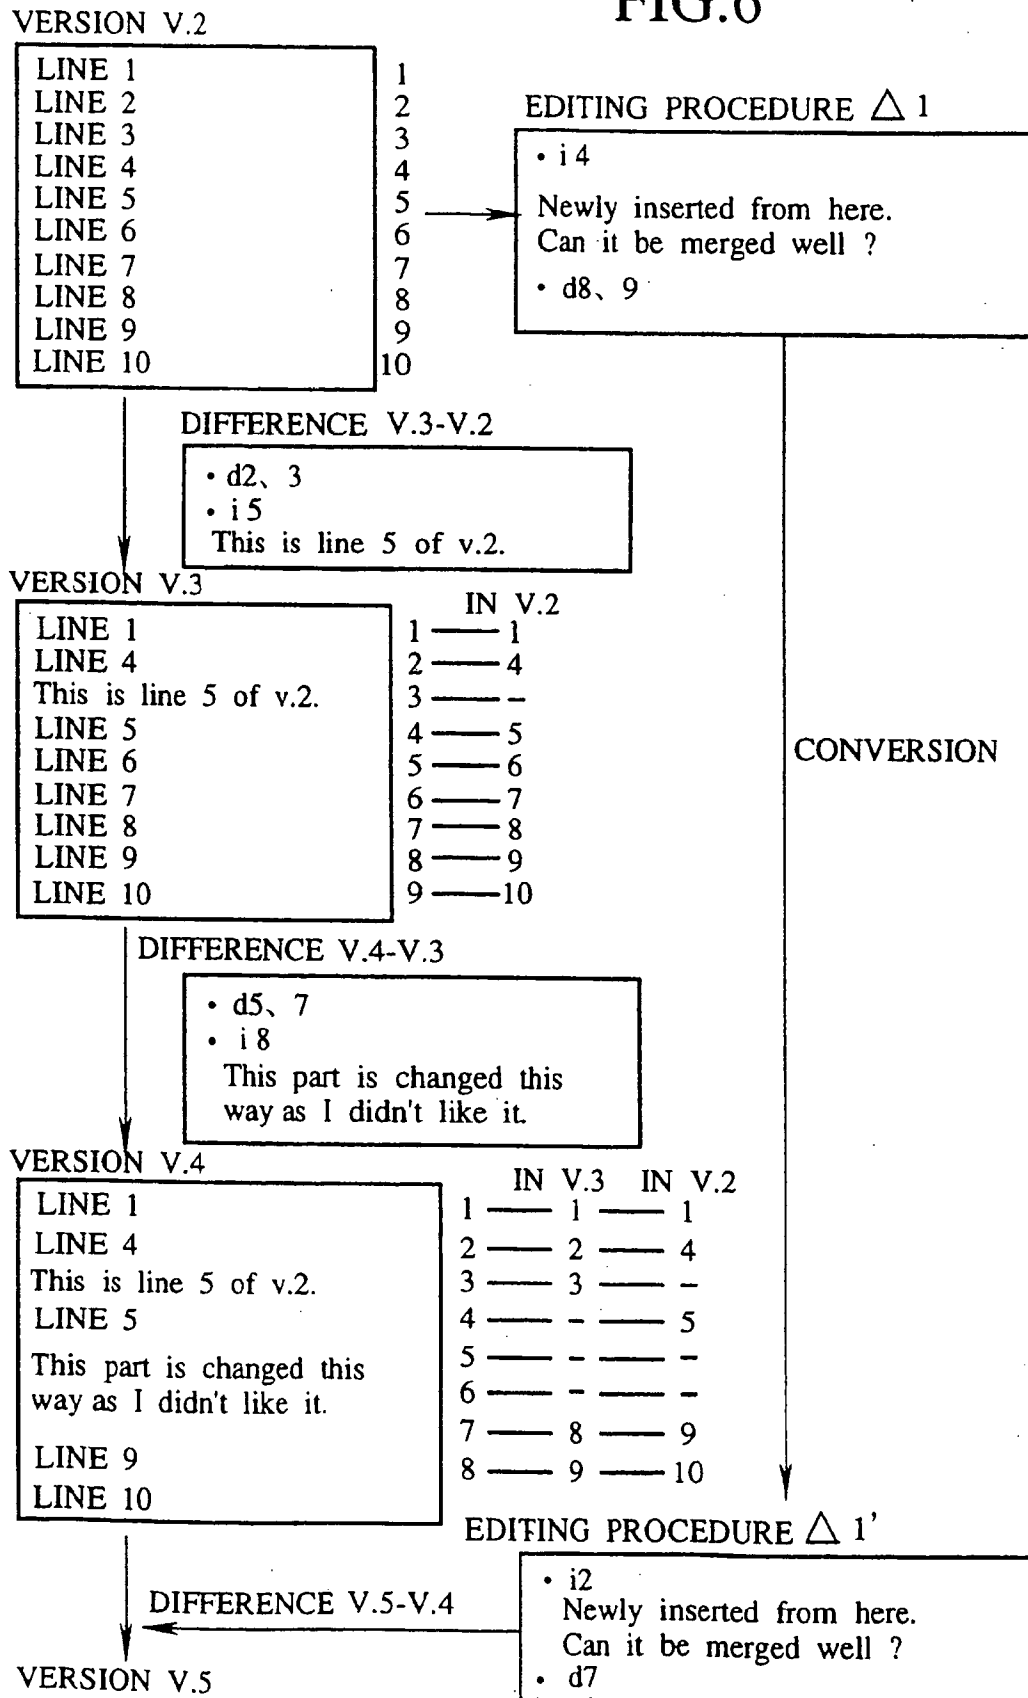 FIG.6
VERSION V.2
LINE 1 1
LINE 2 2
LINE 3 3
LINE 4 4
LINE 5 5
LINE 6 6
LINE 7 7
LINE 8 8
LINE 9 9
LINE 10 10
EDITING PROCEDURE △ 1
• i 4
Newly inserted from here.
Can it be merged well ?
• d8、 9
DIFFERENCE V.3-V.2
• d2、 3
• i 5
This is line 5 of v.2.
VERSION V.3
IN V.2
LINE 1 1 — 1
LINE 4 2 — 4
This is line 5 of v.2. 3 — –
LINE 5 4 — 5
LINE 6 5 — 6
LINE 7 6 — 7
LINE 8 7 — 8
LINE 9 8 — 9
LINE 10 9 — 10
CONVERSION
DIFFERENCE V.4-V.3
• d5、 7
• i 8
This part is changed this
way as I didn't like it.
VERSION V.4
IN V.3 IN V.2
LINE 1 1 — 1 — 1
LINE 4 2 — 2 — 4
This is line 5 of v.2. 3 — 3 — –
LINE 5 4 — – — 5
This part is changed this 5 — – — –
way as I didn't like it. 6 — – — –
LINE 9 7 — 8 — 9
LINE 10 8 — 9 — 10
EDITING PROCEDURE △ 1'
• i2
Newly inserted from here.
Can it be merged well ?
• d7
DIFFERENCE V.5-V.4
VERSION V.5